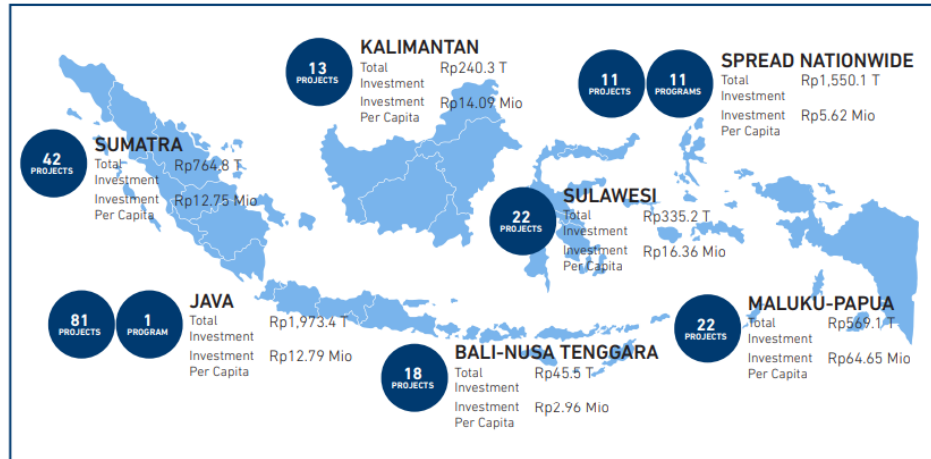 13
PROJECTS
KALIMANTAN
Total Investment Rp240.3 T
Investment Per Capita Rp14.09 Mio
11
PROJECTS
11
PROGRAMS
SPREAD NATIONWIDE
Total Investment Rp1,550.1 T
Investment Per Capita Rp5.62 Mio
42
PROJECTS
SUMATRA
Total Investment Rp764.8 T
Investment Per Capita Rp12.75 Mio
22
PROJECTS
SULAWESI
Total Investment Rp335.2 T
Investment Per Capita Rp16.36 Mio
81
PROJECTS
1
PROGRAM
JAVA
Total Investment Rp1,973.4 T
Investment Per Capita Rp12.79 Mio
18
PROJECTS
BALI-NUSA TENGGARA
Total Investment Rp45.5 T
Investment Per Capita Rp2.96 Mio
22
PROJECTS
MALUKU-PAPUA
Total Investment Rp569.1 T
Investment Per Capita Rp64.65 Mio